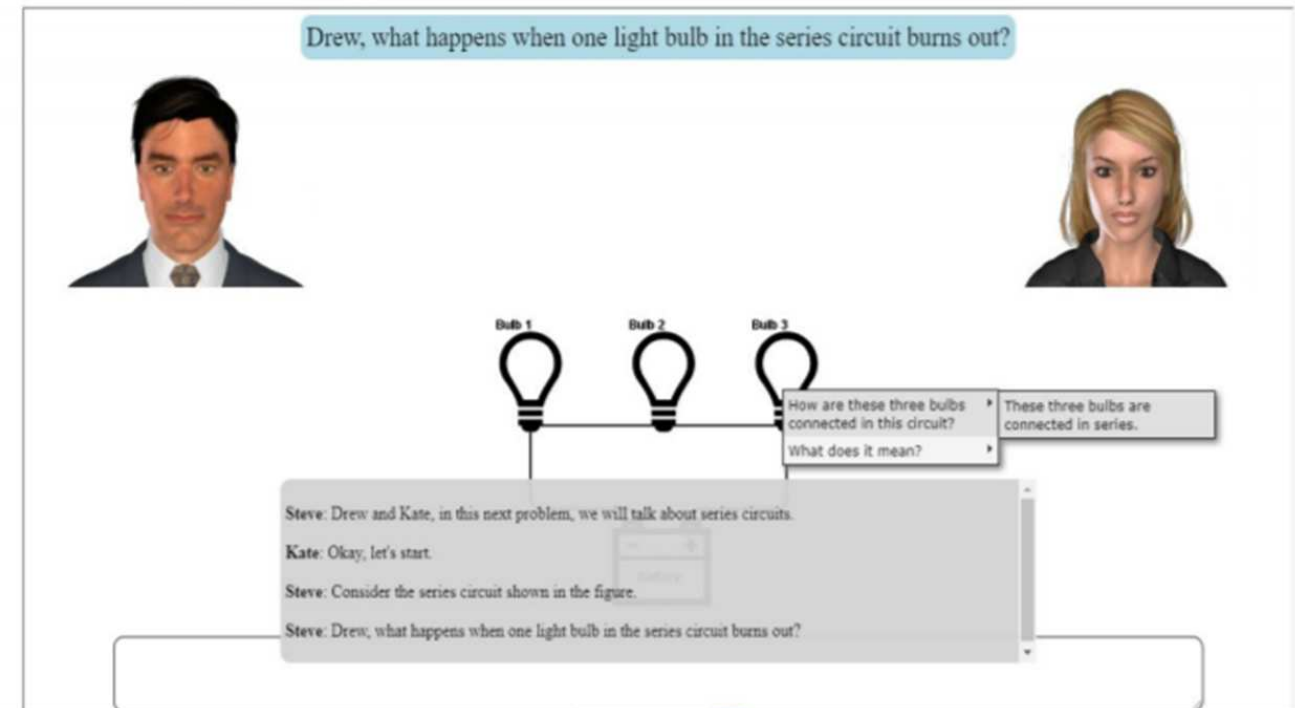 Drew, what happens when one light bulb in the series circuit burns out?
Bulb 1
Bulb 2
Bulb 3
How are these three bulbs
connected in this circuit?
These three bulbs are
connected in series.
What does it mean?
Steve: Drew and Kate, in this next problem, we will talk about series circuits.
Kate: Okay, let's start.
Steve: Consider the series circuit shown in the figure.
Steve: Drew, what happens when one light bulb in the series circuit burns out?
- +